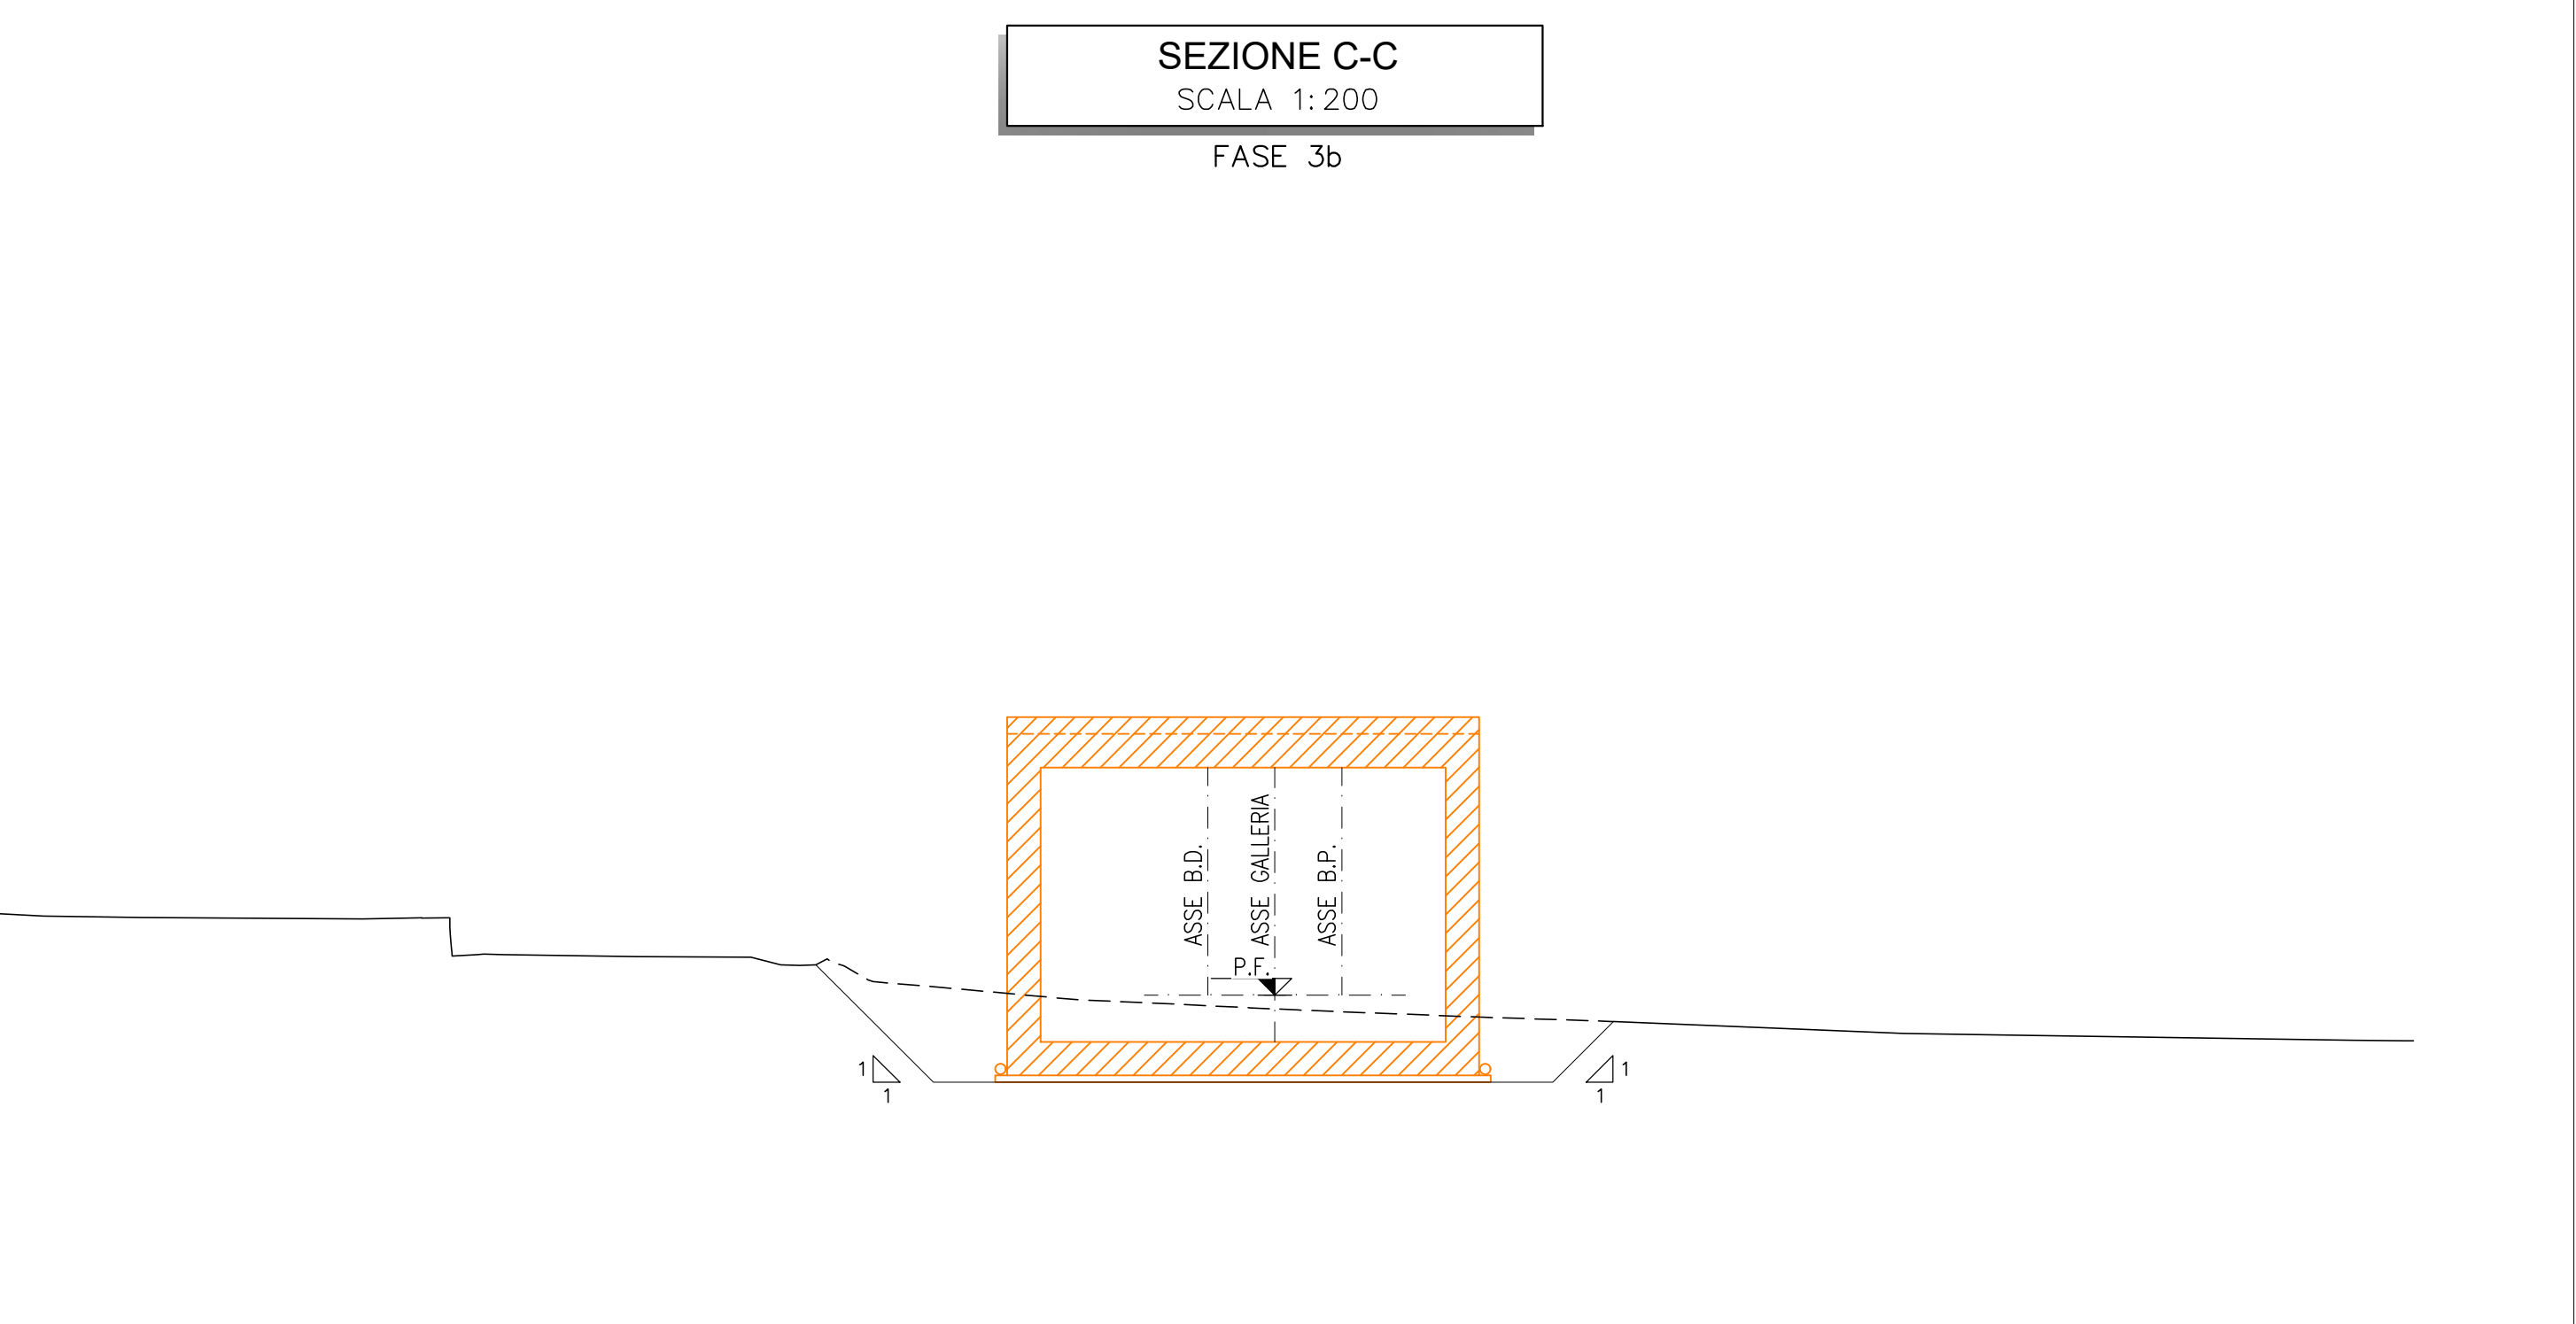 SEZIONE C-C
SCALA 1:200
FASE 3b
ASSE B.D.
ASSE GALLERIA
ASSE B.P.
P.F.
1
1
1
1